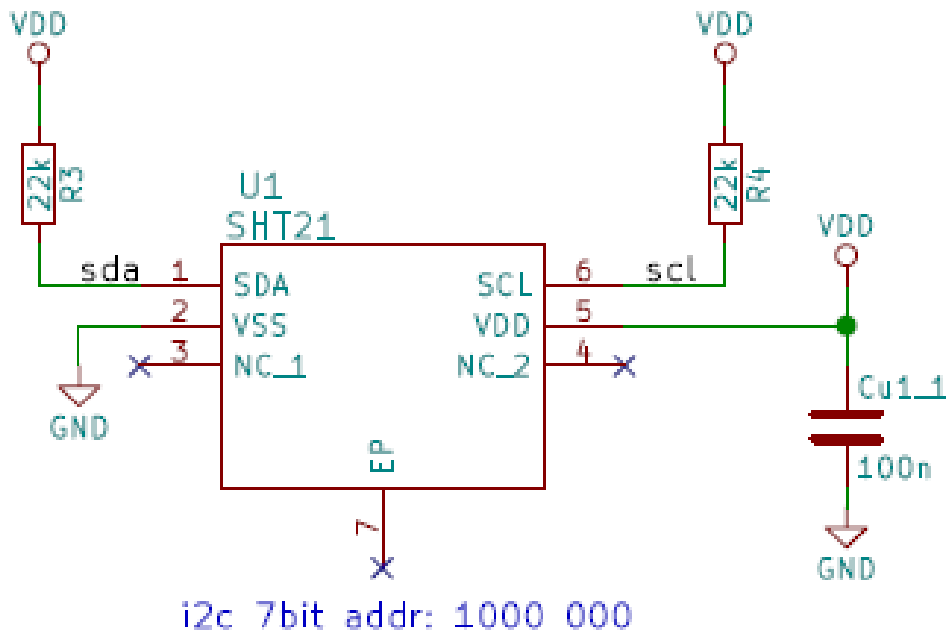 VDD
VDD
22k
R3
22k
R4
U1
SHT21
VDD
sda
1
SDA
SCL
6
scl
2
VSS
VDD
5
3
NC_1
NC_2
4
GND
Cu1_1
100n
EP
7
GND
i2c 7bit addr: 1000 000